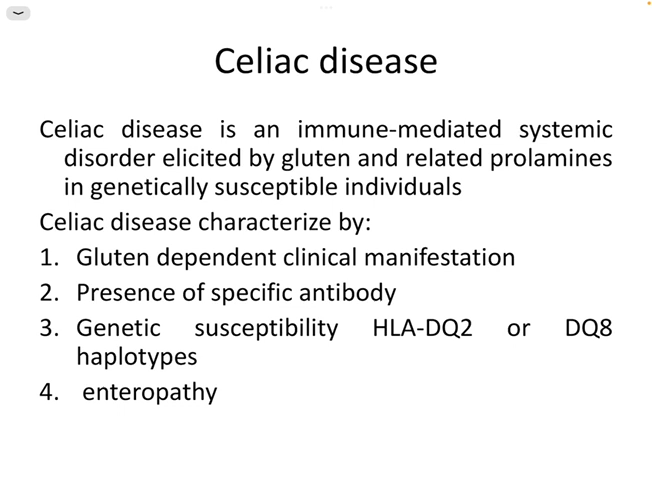 Celiac disease
Celiac disease is an immune-mediated systemic
disorder elicited by gluten and related prolamines
in genetically susceptible individuals
Celiac disease characterize by:
1. Gluten dependent clinical manifestation
2. Presence of specific antibody
3. Genetic susceptibility HLA-DQ2 or DQ8
haplotypes
4. enteropathy